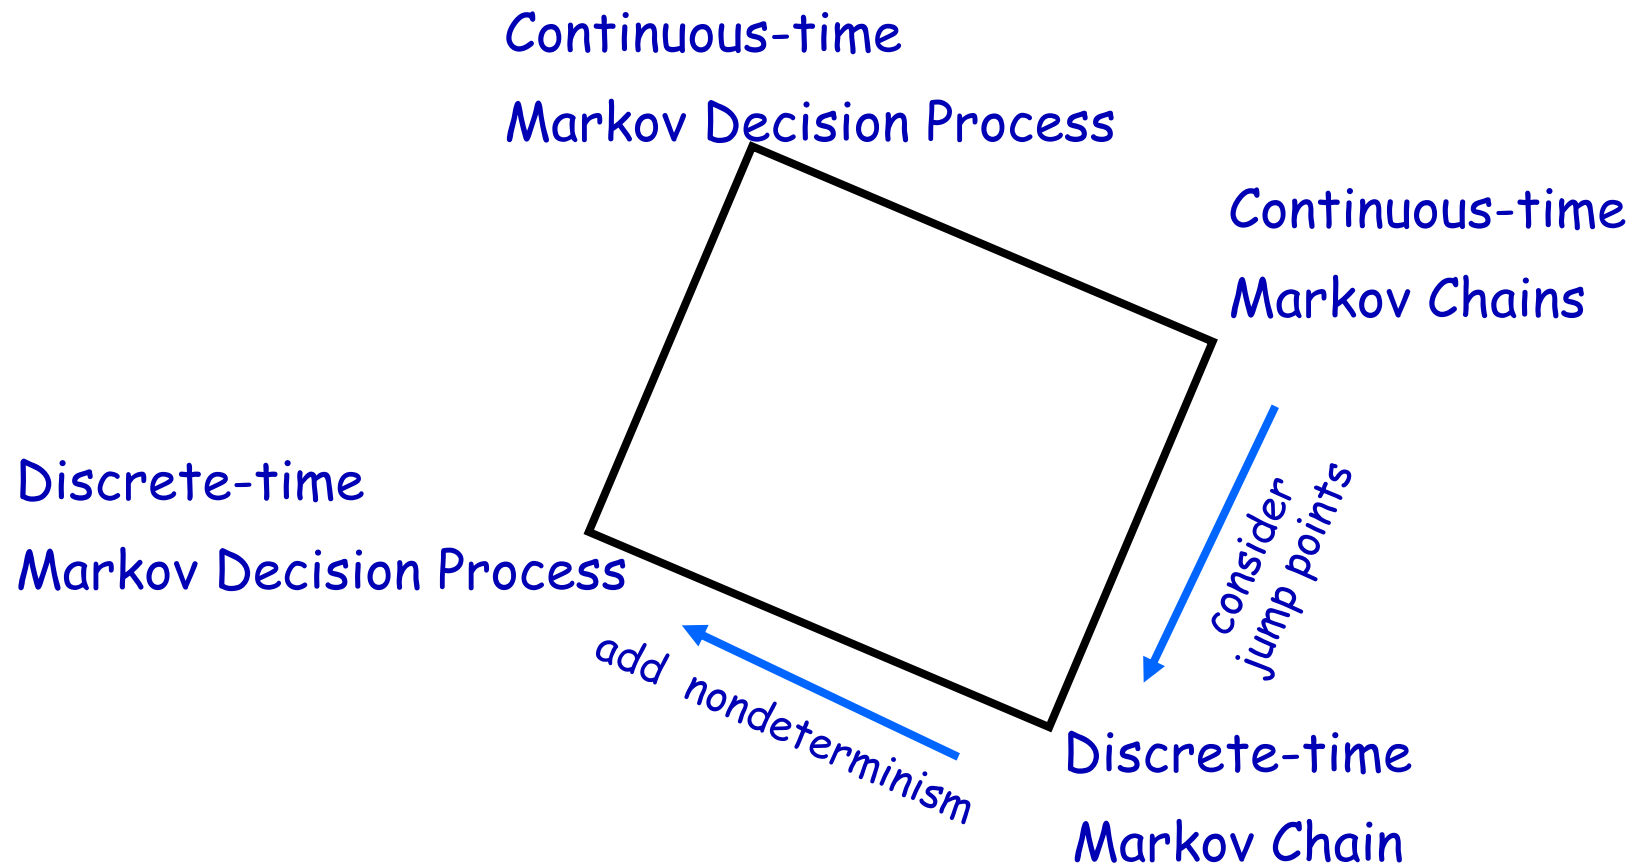 Continuous-time
Markov Decision Process
Continuous-time
Markov Chains
Discrete-time
Markov Decision Process
consider
jump points
add nondeterminism
Discrete-time
Markov Chain